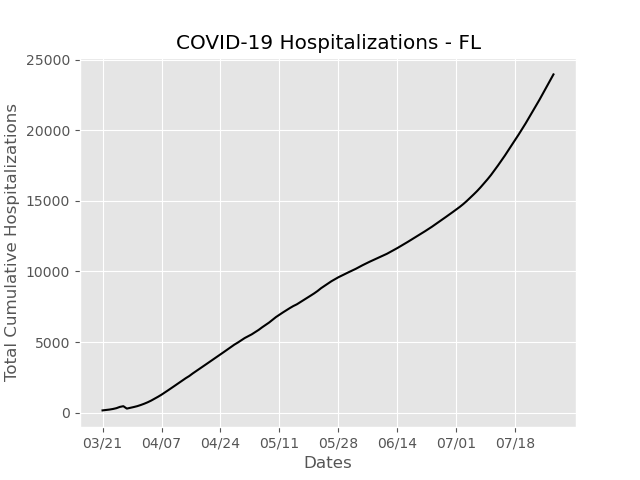 COVID-19 Hospitalizations - FL
Total Cumulative Hospitalizations
25000
20000
15000
10000
5000
0
03/21 04/07 04/24 05/11 05/28 06/14 07/01 07/18
Dates